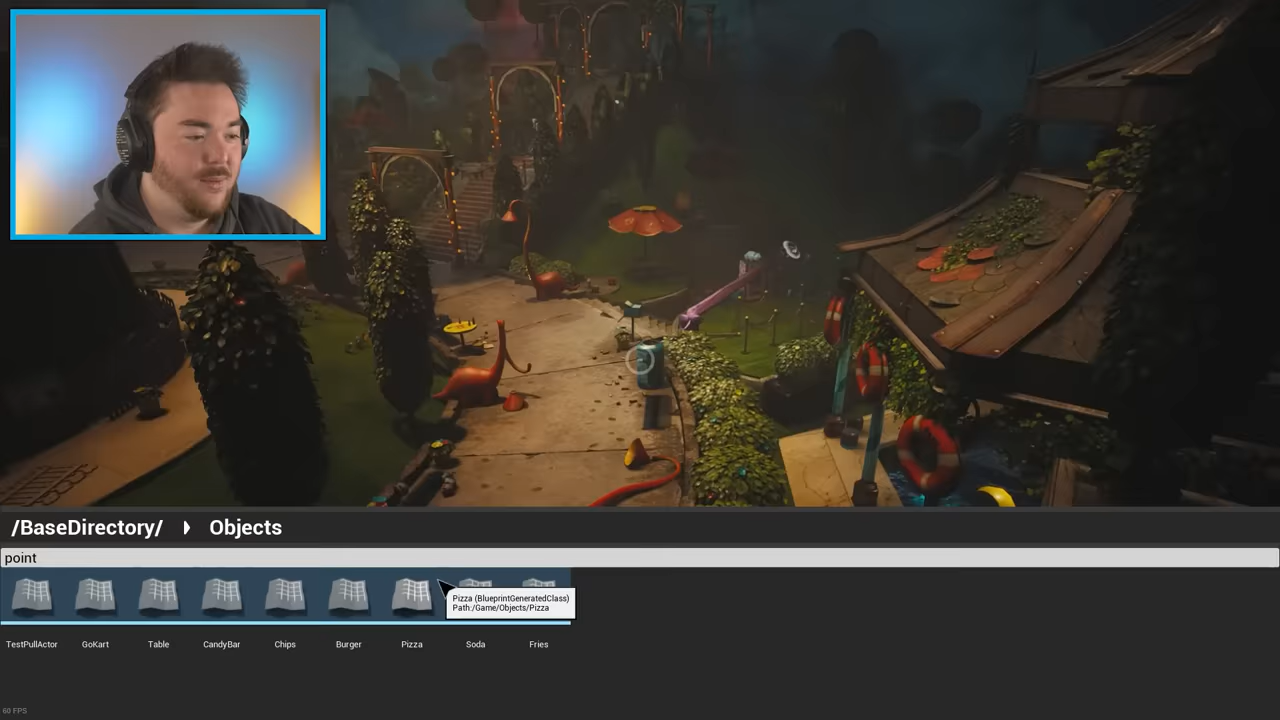 /BaseDirectory/ Objects
point
Pizza (BlueprintGeneratedClass)
Path:/Game/Objects/Pizza
TestPullActor GoKart Table CandyBar Chips Burger Pizza Soda Fries
60 FPS